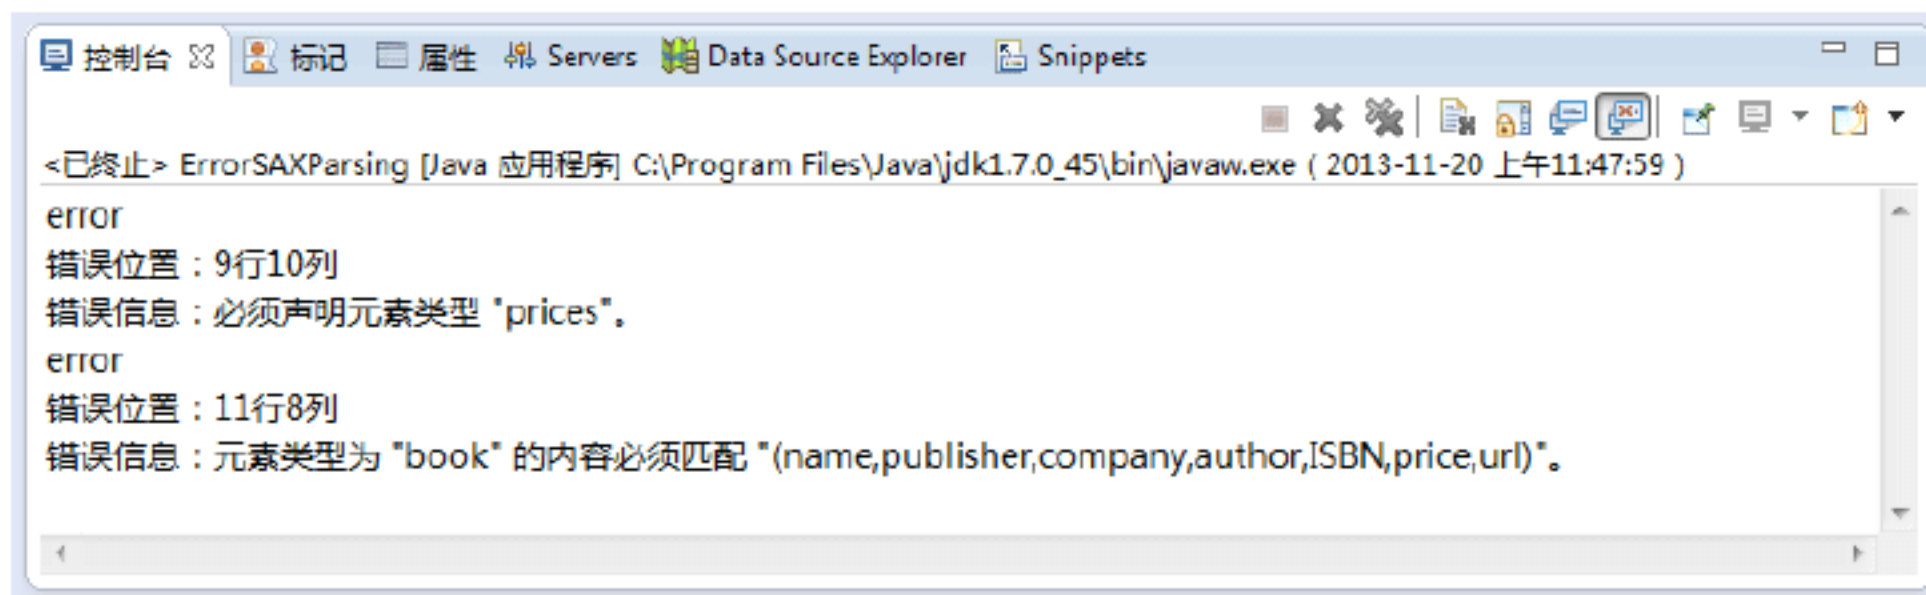 控制台 标记 属性 Servers Data Source Explorer Snippets
<已终止> ErrorSAXParsing [Java 应用程序] C:\Program Files\Java\jdk1.7.0_45\bin\javaw.exe ( 2013-11-20 上午11:47:59 )
error
错误位置：9行10列
错误信息：必须声明元素类型 "prices"。
error
错误位置：11行8列
错误信息：元素类型为 "book" 的内容必须匹配 "(name,publisher,company,author,ISBN,price,url)"。